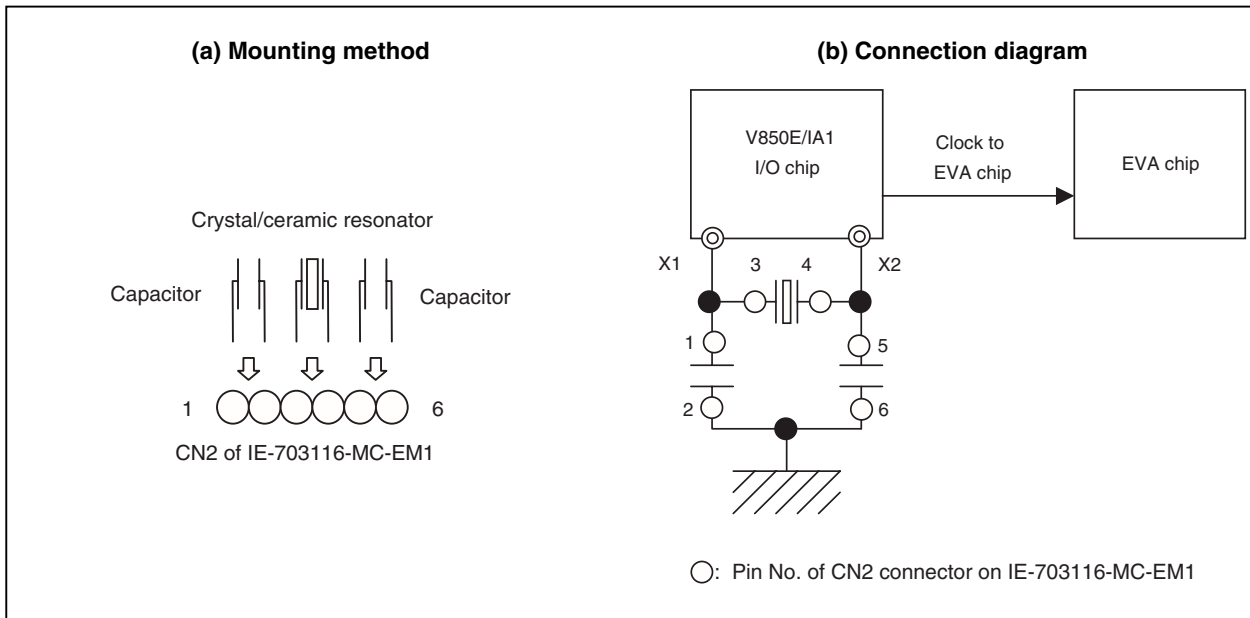 (a) Mounting method
Crystal/ceramic resonator
Capacitor
Capacitor
1
6
CN2 of IE-703116-MC-EM1
(b) Connection diagram
V850E/IA1
I/O chip
Clock to
EVA chip
EVA chip
X1
3
4
X2
1
5
2
6
: Pin No. of CN2 connector on IE-703116-MC-EM1